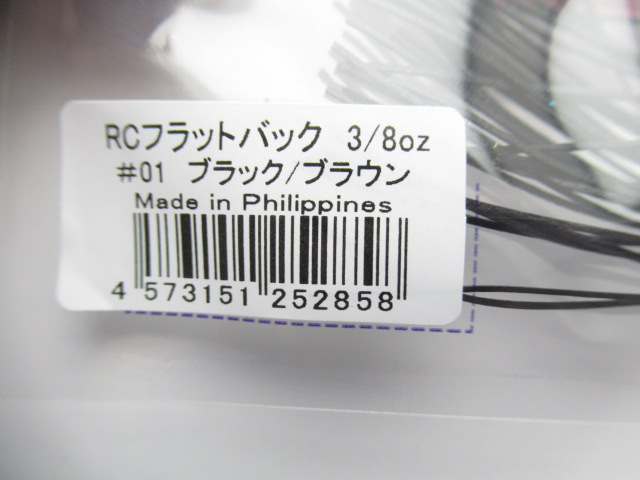 RCフラットバック 3/8oz
#01 ブラック/ブラウン
Made in Philippines
4 573151 252858